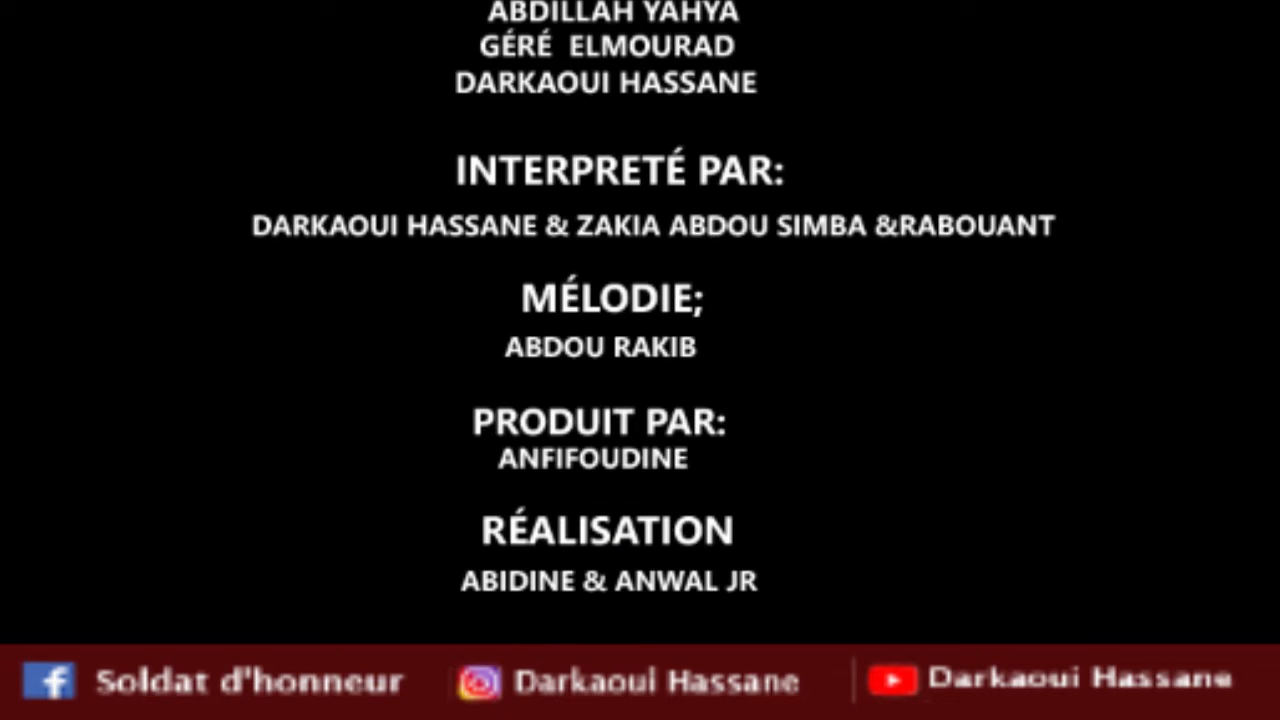 ABDILLAH YAHYA
GÉRÉ ELMOURAD
DARKAOUI HASSANE
INTERPRETÉ PAR:
DARKAOUI HASSANE & ZAKIA ABDOU SIMBA &RABOUANT
MÉLODIE;
ABDOU RAKIB
PRODUIT PAR:
ANFIFOUDINE
RÉALISATION
ABIDINE & ANWAL JR
Soldat d'honneur Darkaoui Hassane Darkaoui Hassane